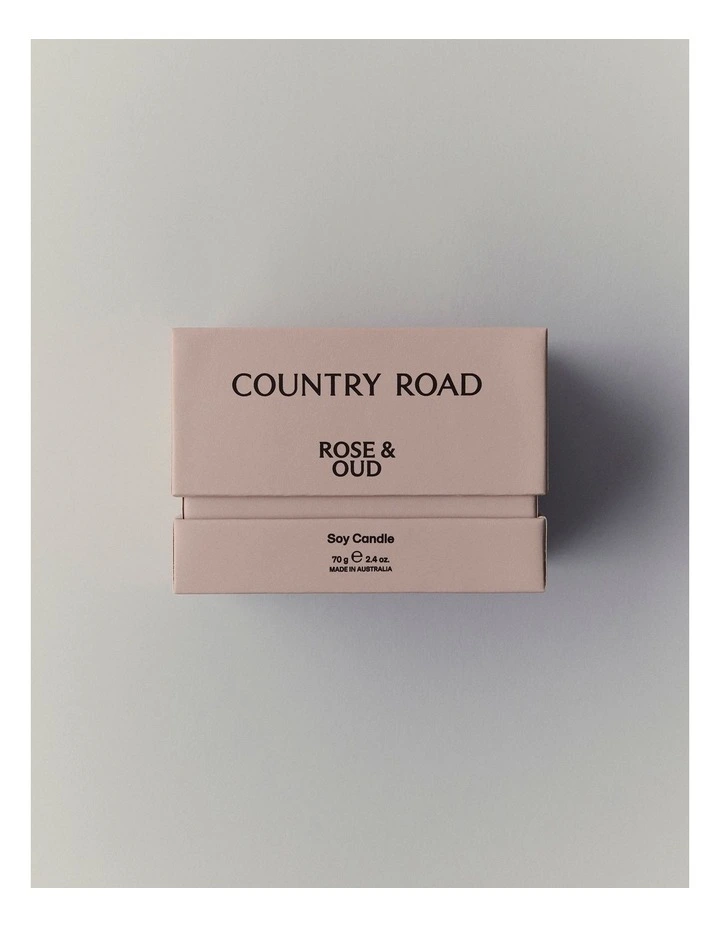 COUNTRY ROAD
ROSE &
OUD
Soy Candle
70 g ℮ 2.4 oz.
MADE IN AUSTRALIA